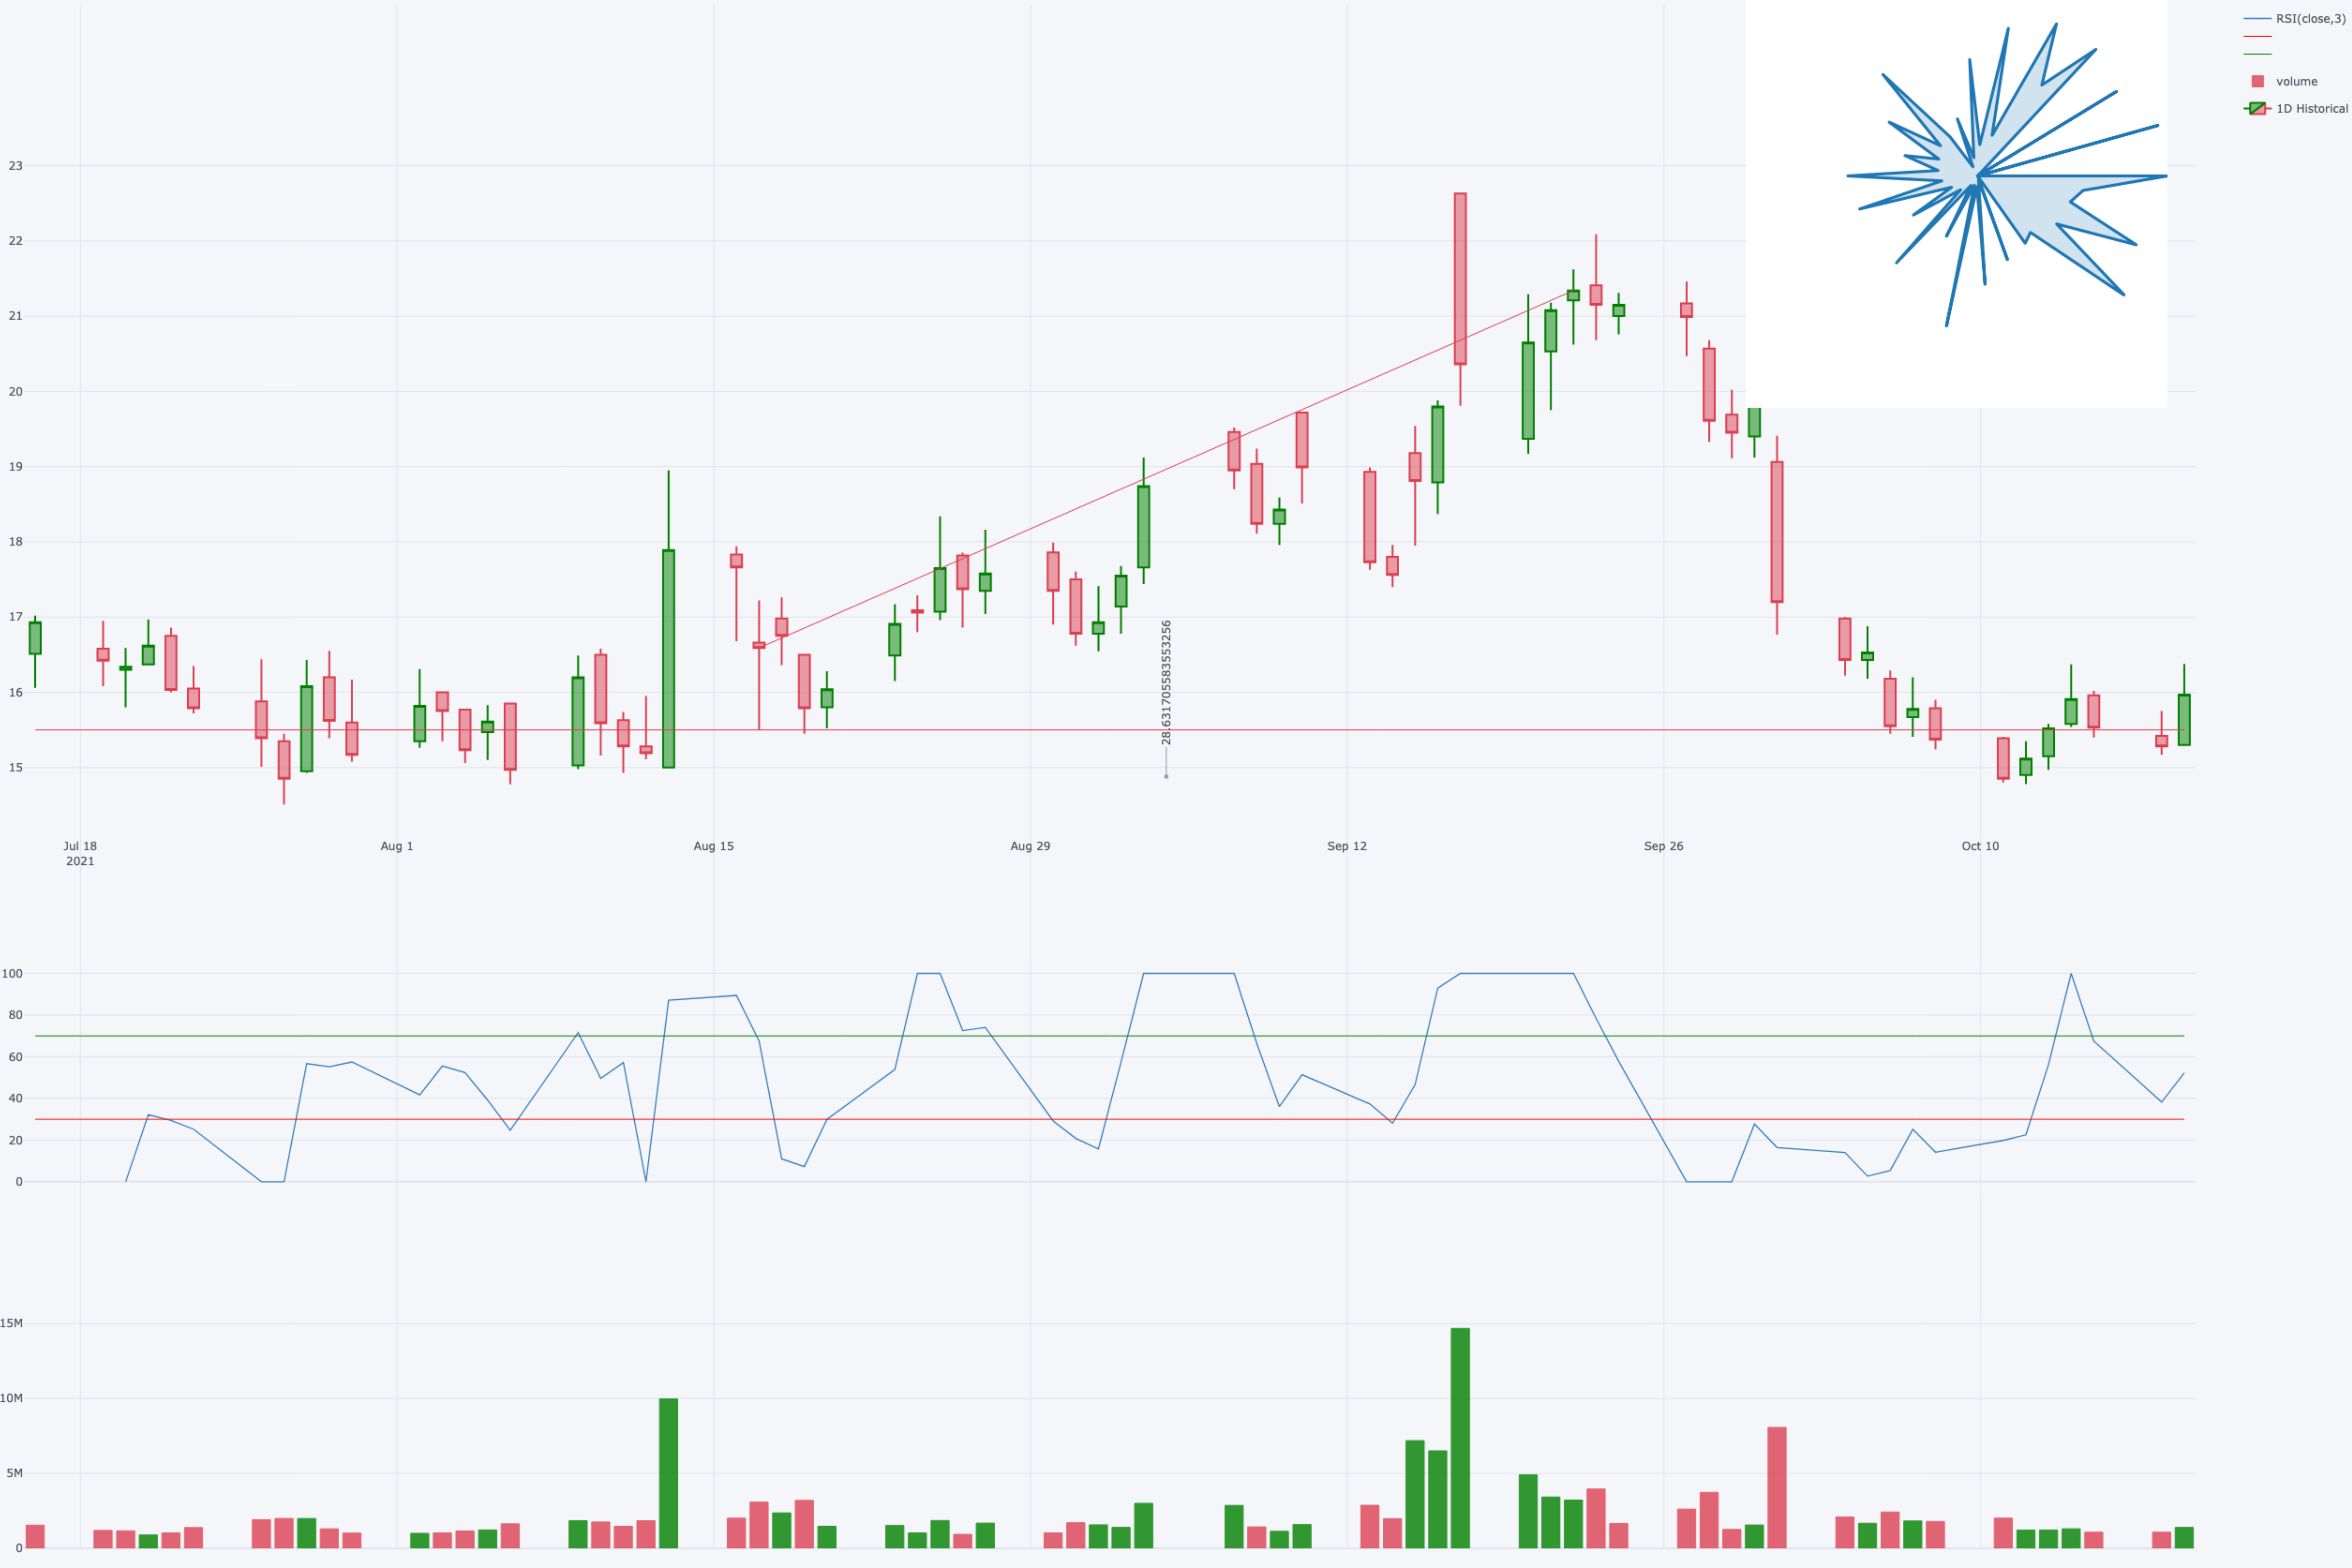 RSI(close,3)
volume
1D Historical
23
22
21
20
19
18
17
16
15
28.631705583553256
Jul 18
2021
Aug 1
Aug 15
Aug 29
Sep 12
Sep 26
Oct 10
100
80
60
40
20
0
15M
10M
5M
0